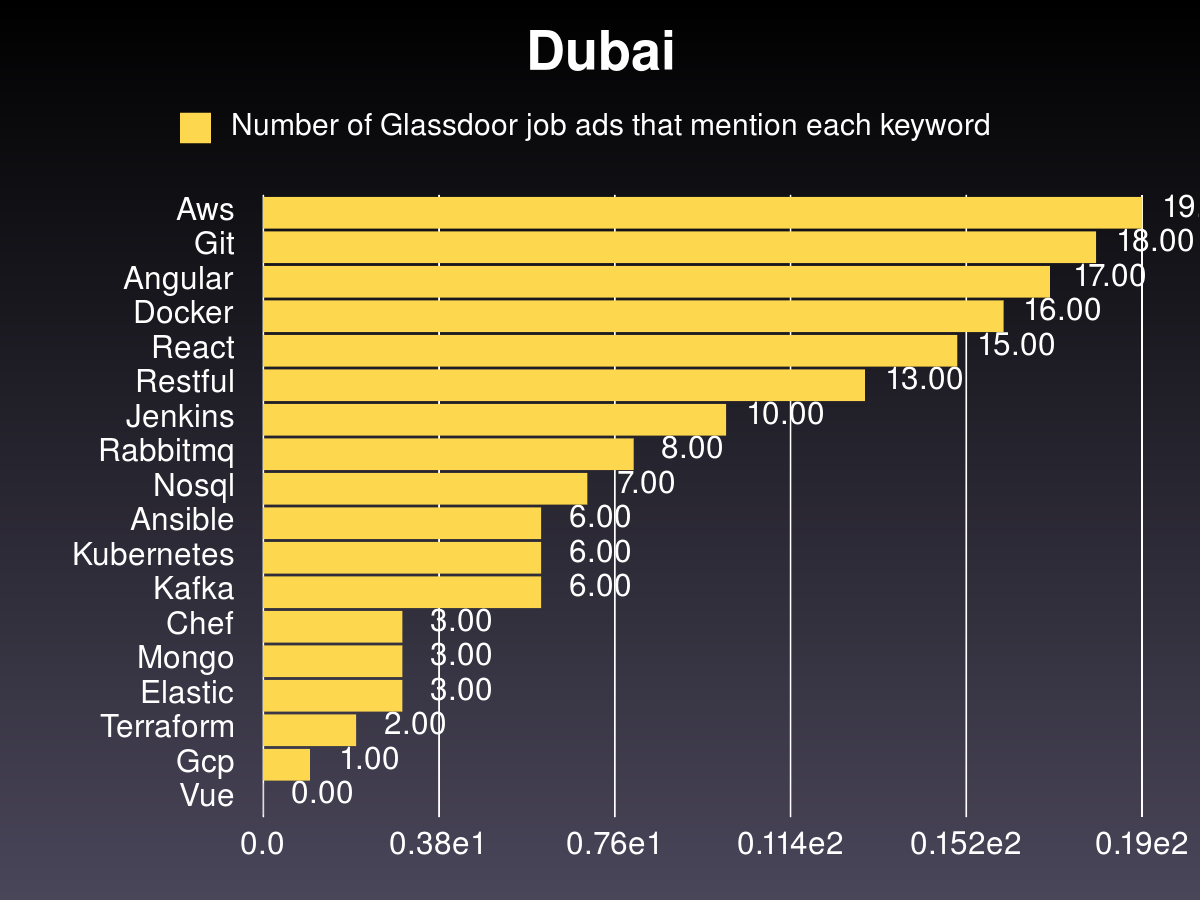 Dubai
Number of Glassdoor job ads that mention each keyword
Aws 19.
Git 18.00
Angular 17.00
Docker 16.00
React 15.00
Restful 13.00
Jenkins 10.00
Rabbitmq 8.00
Nosql 7.00
Ansible 6.00
Kubernetes 6.00
Kafka 6.00
Chef 3.00
Mongo 3.00
Elastic 3.00
Terraform 2.00
Gcp 1.00
Vue 0.00
0.0 0.38e1 0.76e1 0.114e2 0.152e2 0.19e2